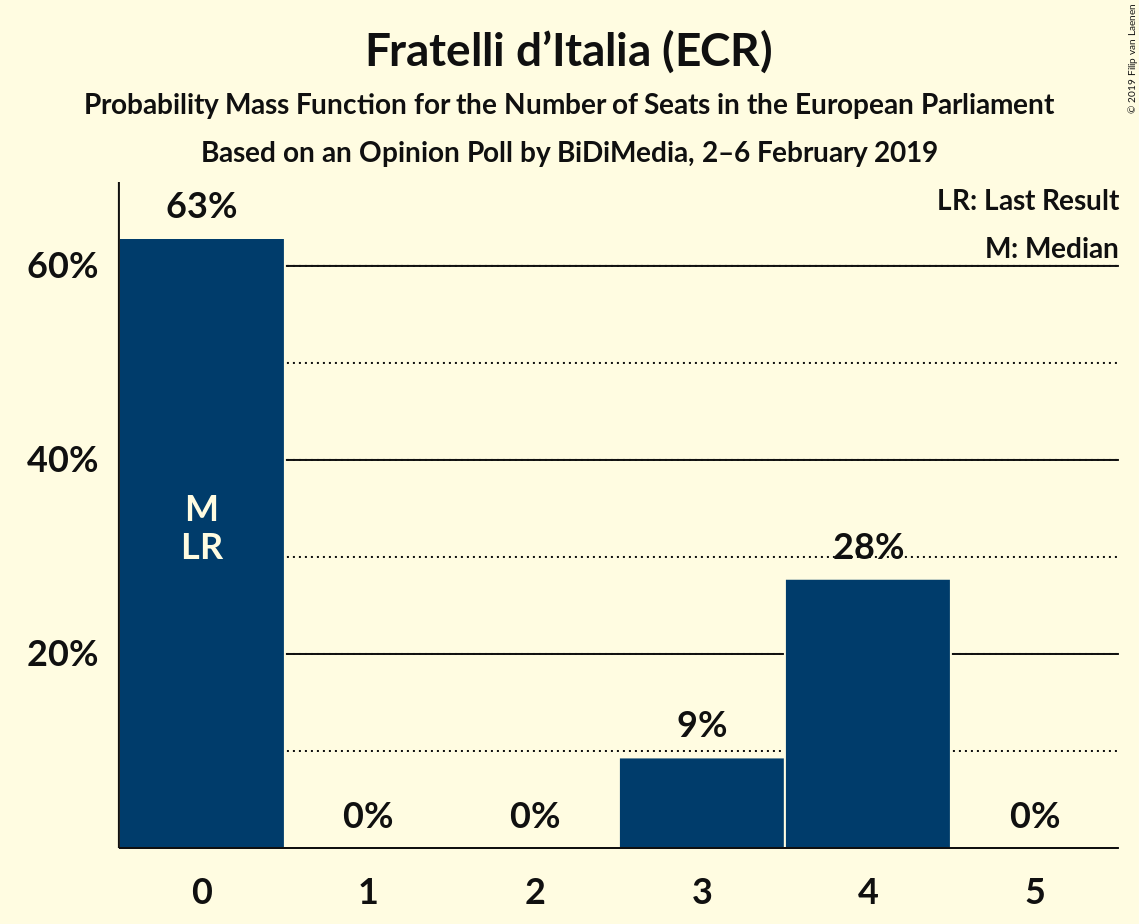 Fratelli d’Italia (ECR)
Probability Mass Function for the Number of Seats in the European Parliament
Based on an Opinion Poll by BiDiMedia, 2–6 February 2019
© 2019 Filip van Laenen
LR: Last Result
M: Median
63%
60%
40%
20%
M
LR
0%
0%
9%
28%
0%
0
1
2
3
4
5